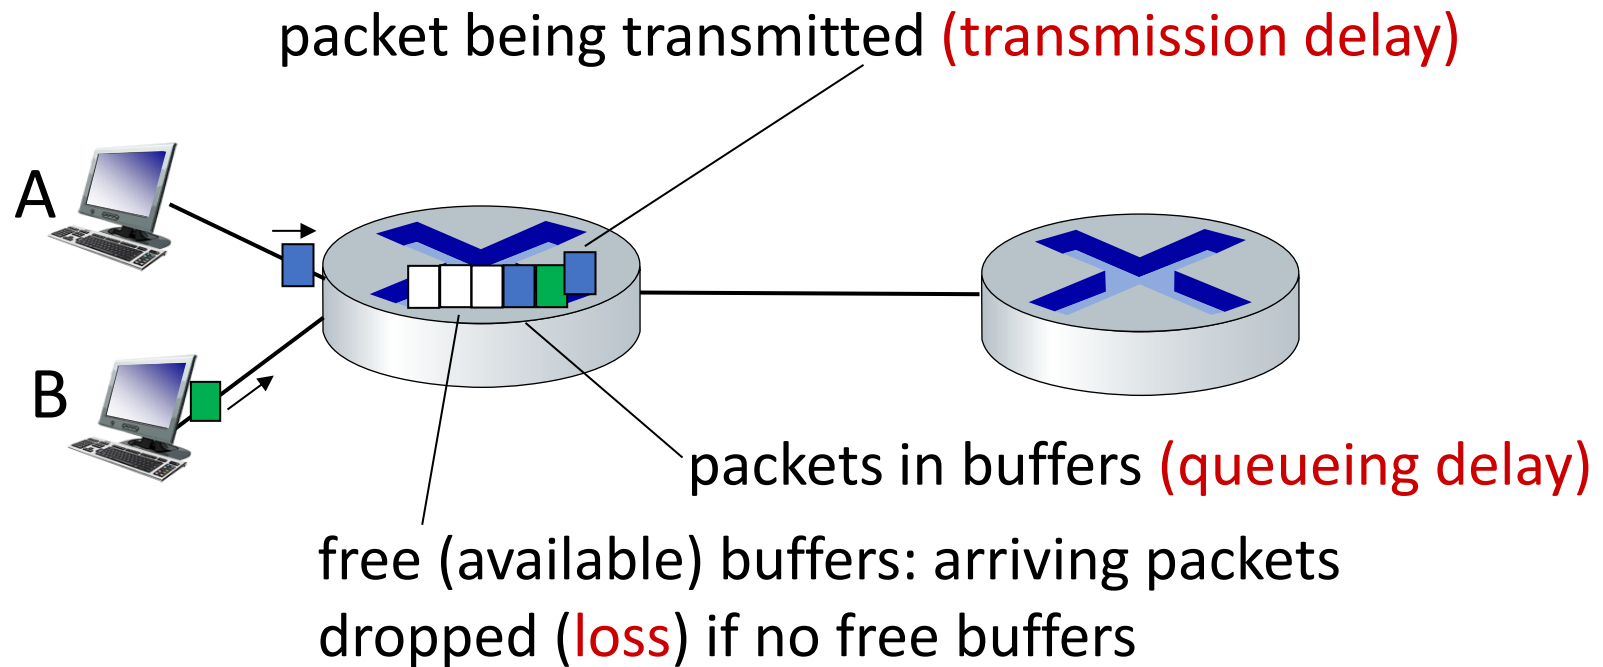 packet being transmitted (transmission delay)
A
B
packets in buffers (queueing delay)
free (available) buffers: arriving packets
dropped (loss) if no free buffers